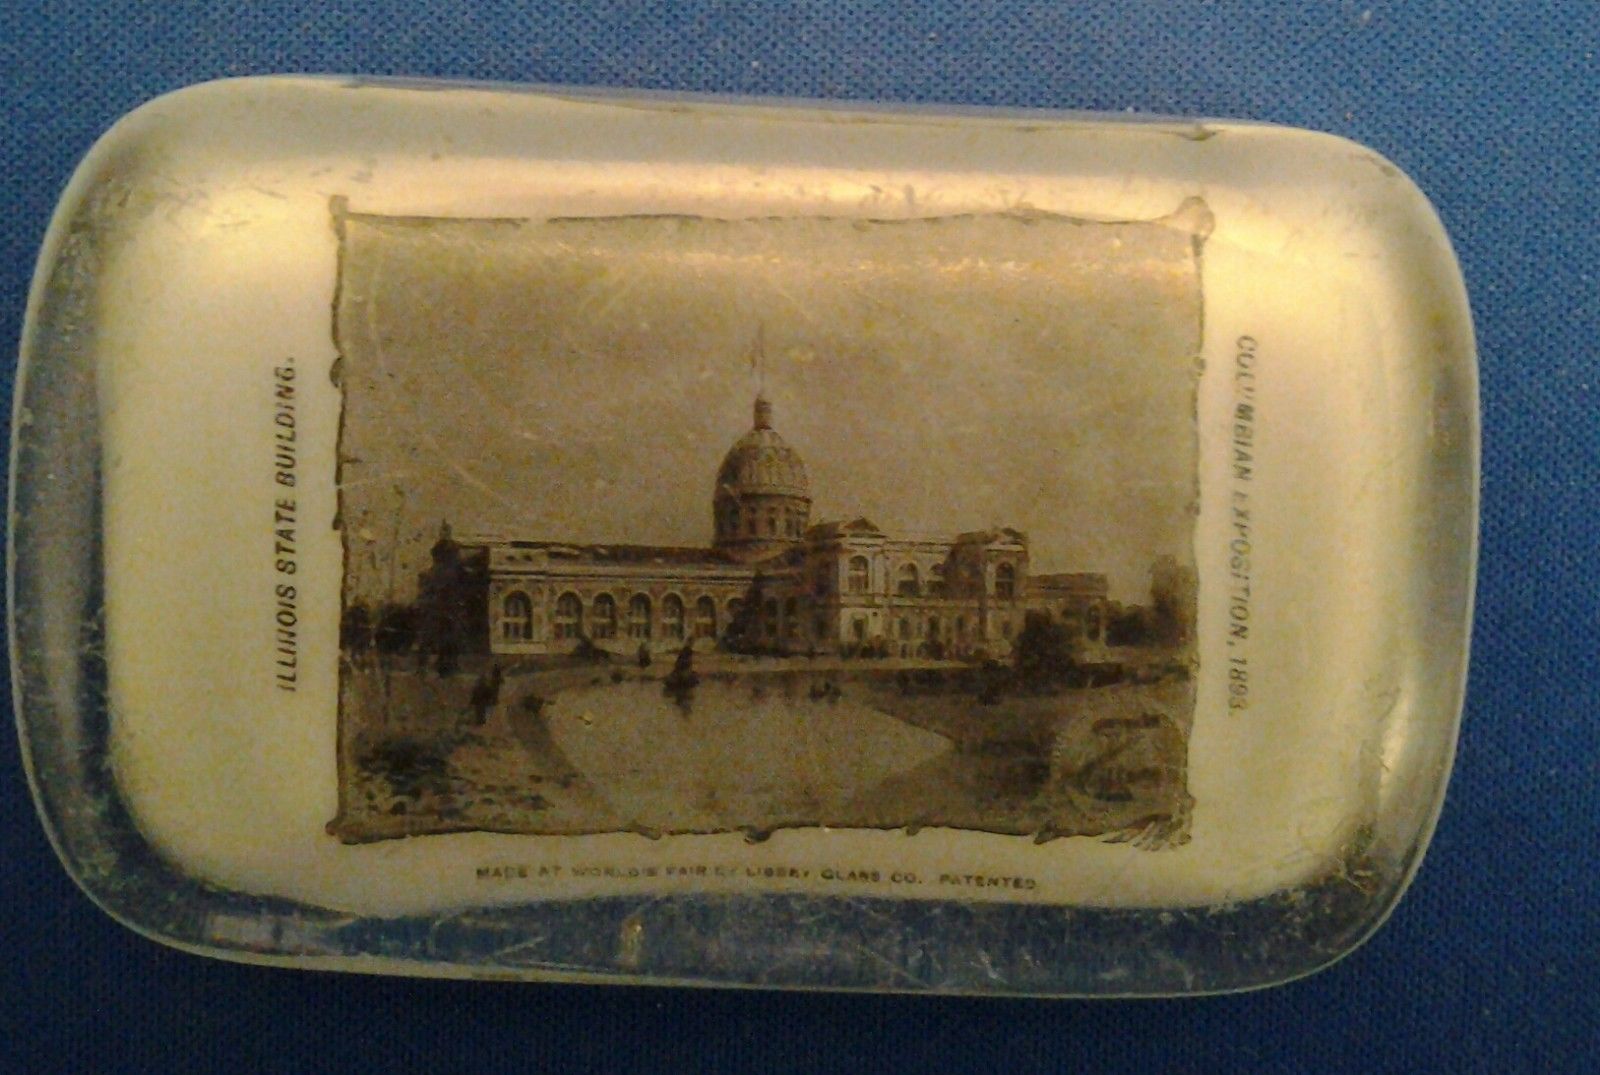 ILLINOIS STATE BUILDING.
COLUMBIAN EXPOSITION, 1893.
MADE AT WORLD'S FAIR BY LIBBEY GLASS CO. PATENTED